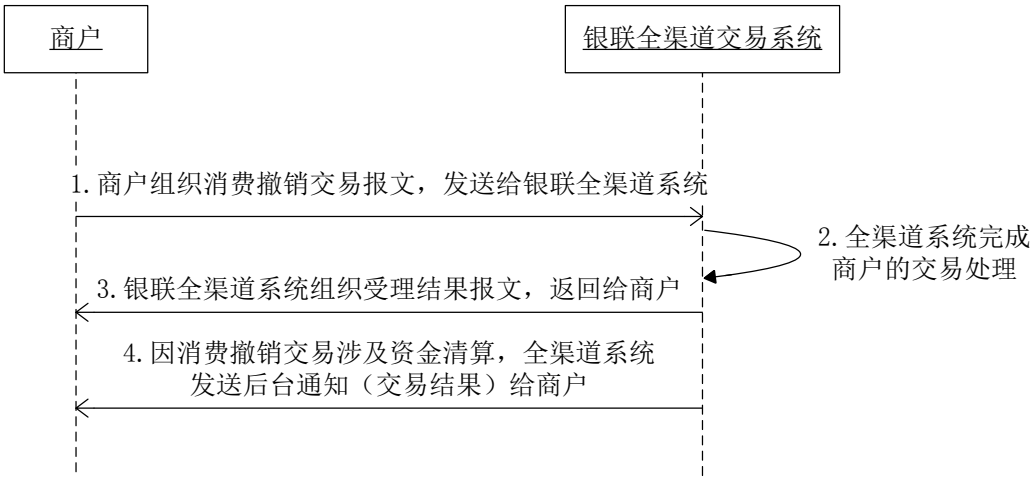 商户
银联全渠道交易系统
1.商户组织消费撤销交易报文，发送给银联全渠道系统
2.全渠道系统完成
商户的交易处理
3.银联全渠道系统组织受理结果报文，返回给商户
4.因消费撤销交易涉及资金清算，全渠道系统
发送后台通知（交易结果）给商户